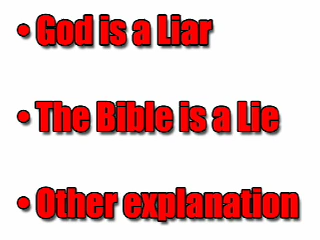 • God is a Liar
• The Bible is a Lie
• Other explanation